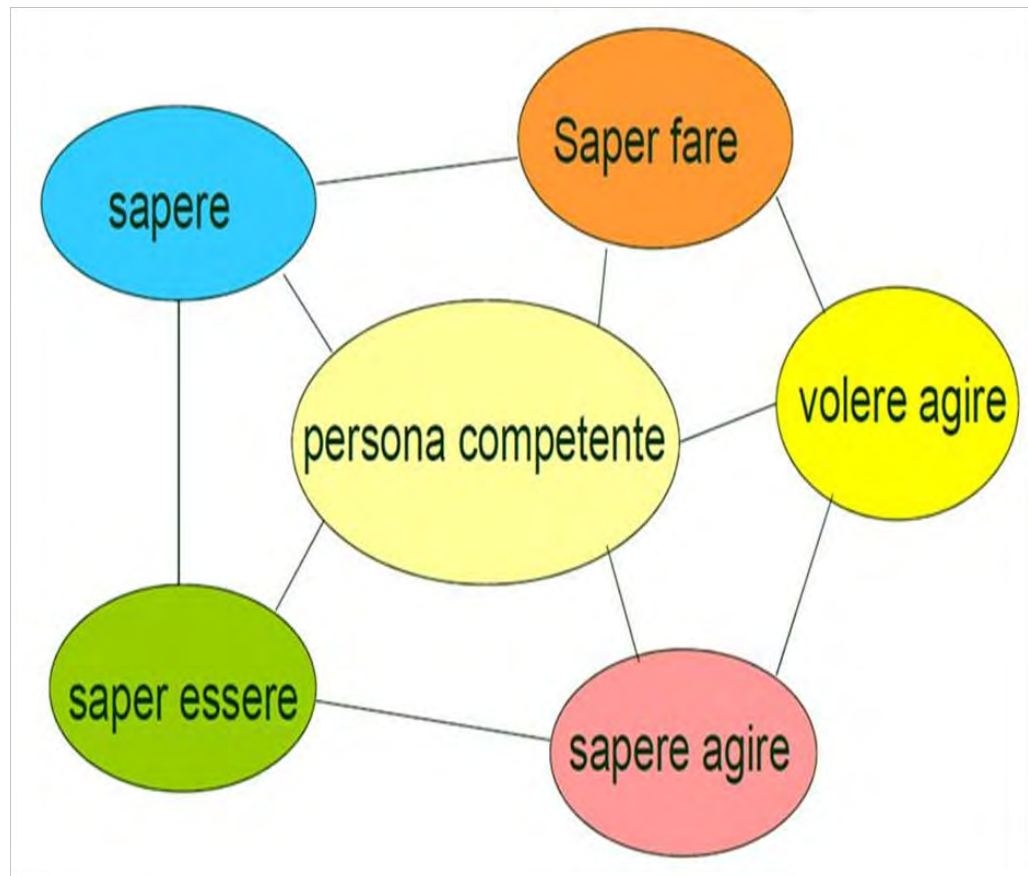 Saper fare
sapere
volere agire
persona competente
saper essere
sapere agire